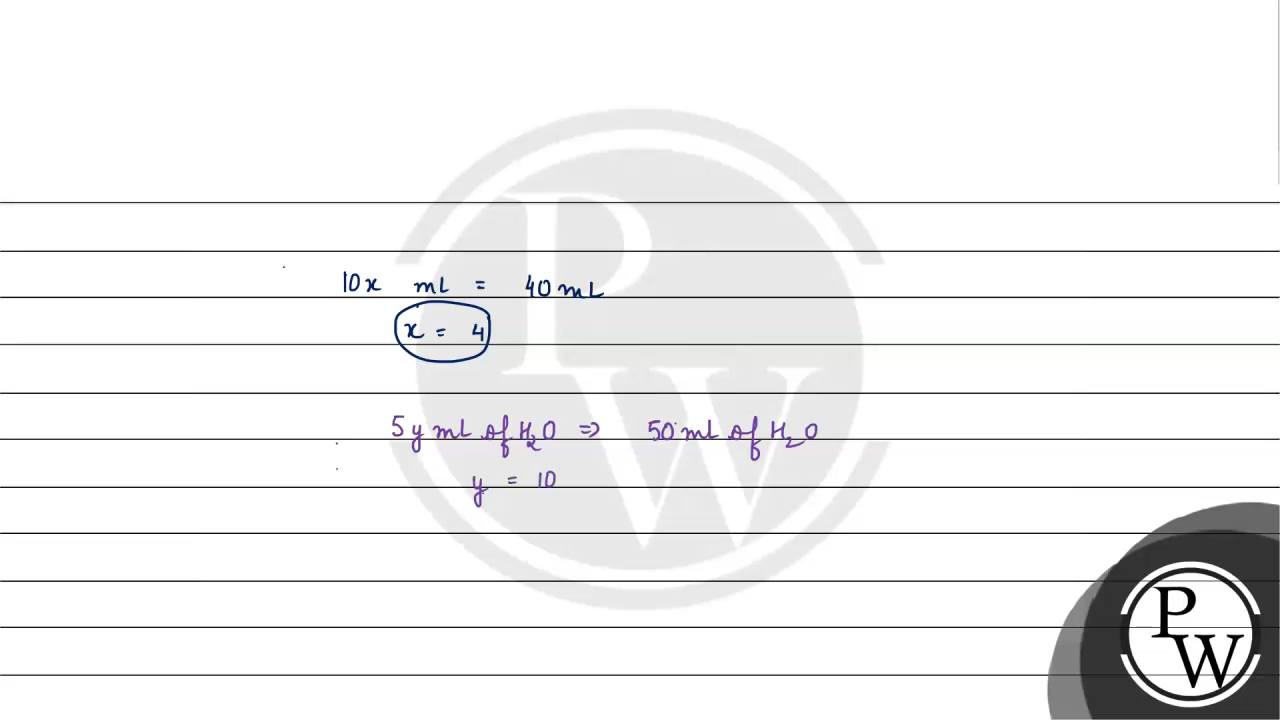 10x mL = 40 mL
x = 4
5y mL of H₂O ⇒ 50 mL of H₂O
y = 10
P
W
P
W